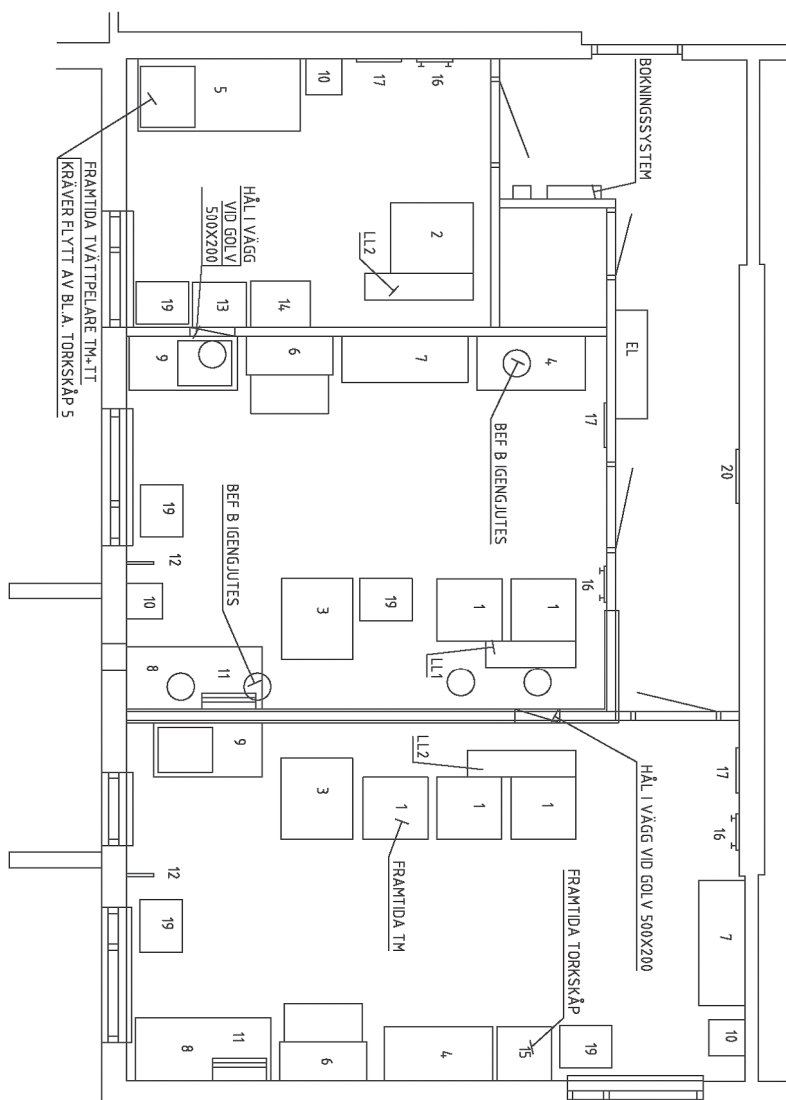 BOKNINGSSYSTEM
5
10
17
16
FRAMTIDA TVÄTTPELARE TM+TT
KRÄVER FLYTT AV BL.A. TORKSKÅP 5
HÅL I VÄGG
VID GOLV
500X200
LL2
2
19
13
14
9
6
7
4
EL
17
20
BEF B IGENGJUTES
19
BEF B IGENGJUTES
12
10
3
19
1
1
16
LL1
8
11
9
LL2
3
1
1
1
HÅL I VÄGG VID GOLV 500X200
17
16
12
FRAMTIDA TM
FRAMTIDA TORKSKÅP
19
7
10
8
11
6
4
15
19